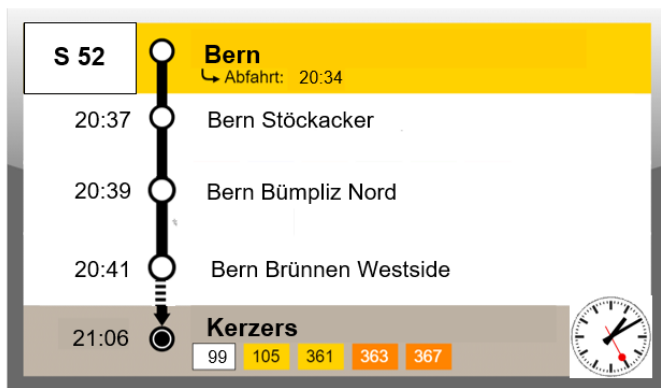 S 52
Bern
Abfahrt: 20:34
20:37 Bern Stöckacker
20:39 Bern Bümpliz Nord
20:41 Bern Brünnen Westside
21:06 Kerzers
99 105 361 363 367